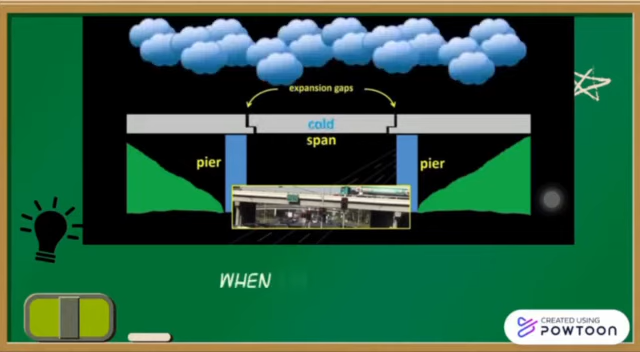 expansion gaps
cold
span
pier
pier
WHEN
CREATED USING
POWTOON